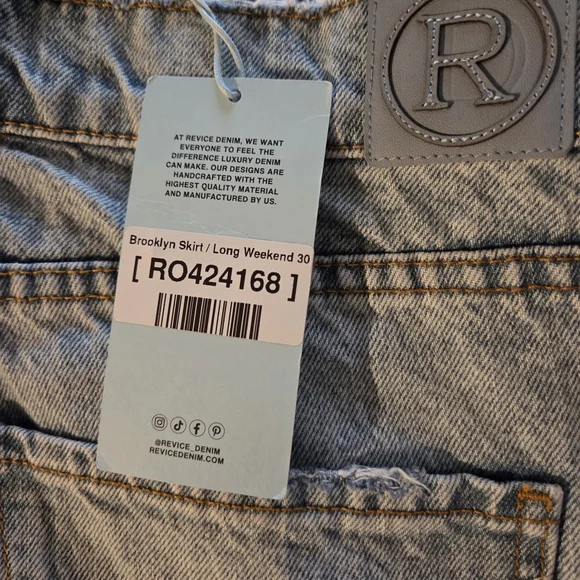 R
AT REVICE DENIM, WE WANT
EVERYONE TO FEEL THE
DIFFERENCE LUXURY DENIM
CAN MAKE. OUR DESIGNS ARE
HANDCRAFTED WITH THE
HIGHEST QUALITY MATERIAL
AND MANUFACTURED BY US.
Brooklyn Skirt / Long Weekend 30
[ RO424168 ]
@REVICE_DENIM
REVICEDENIM.COM